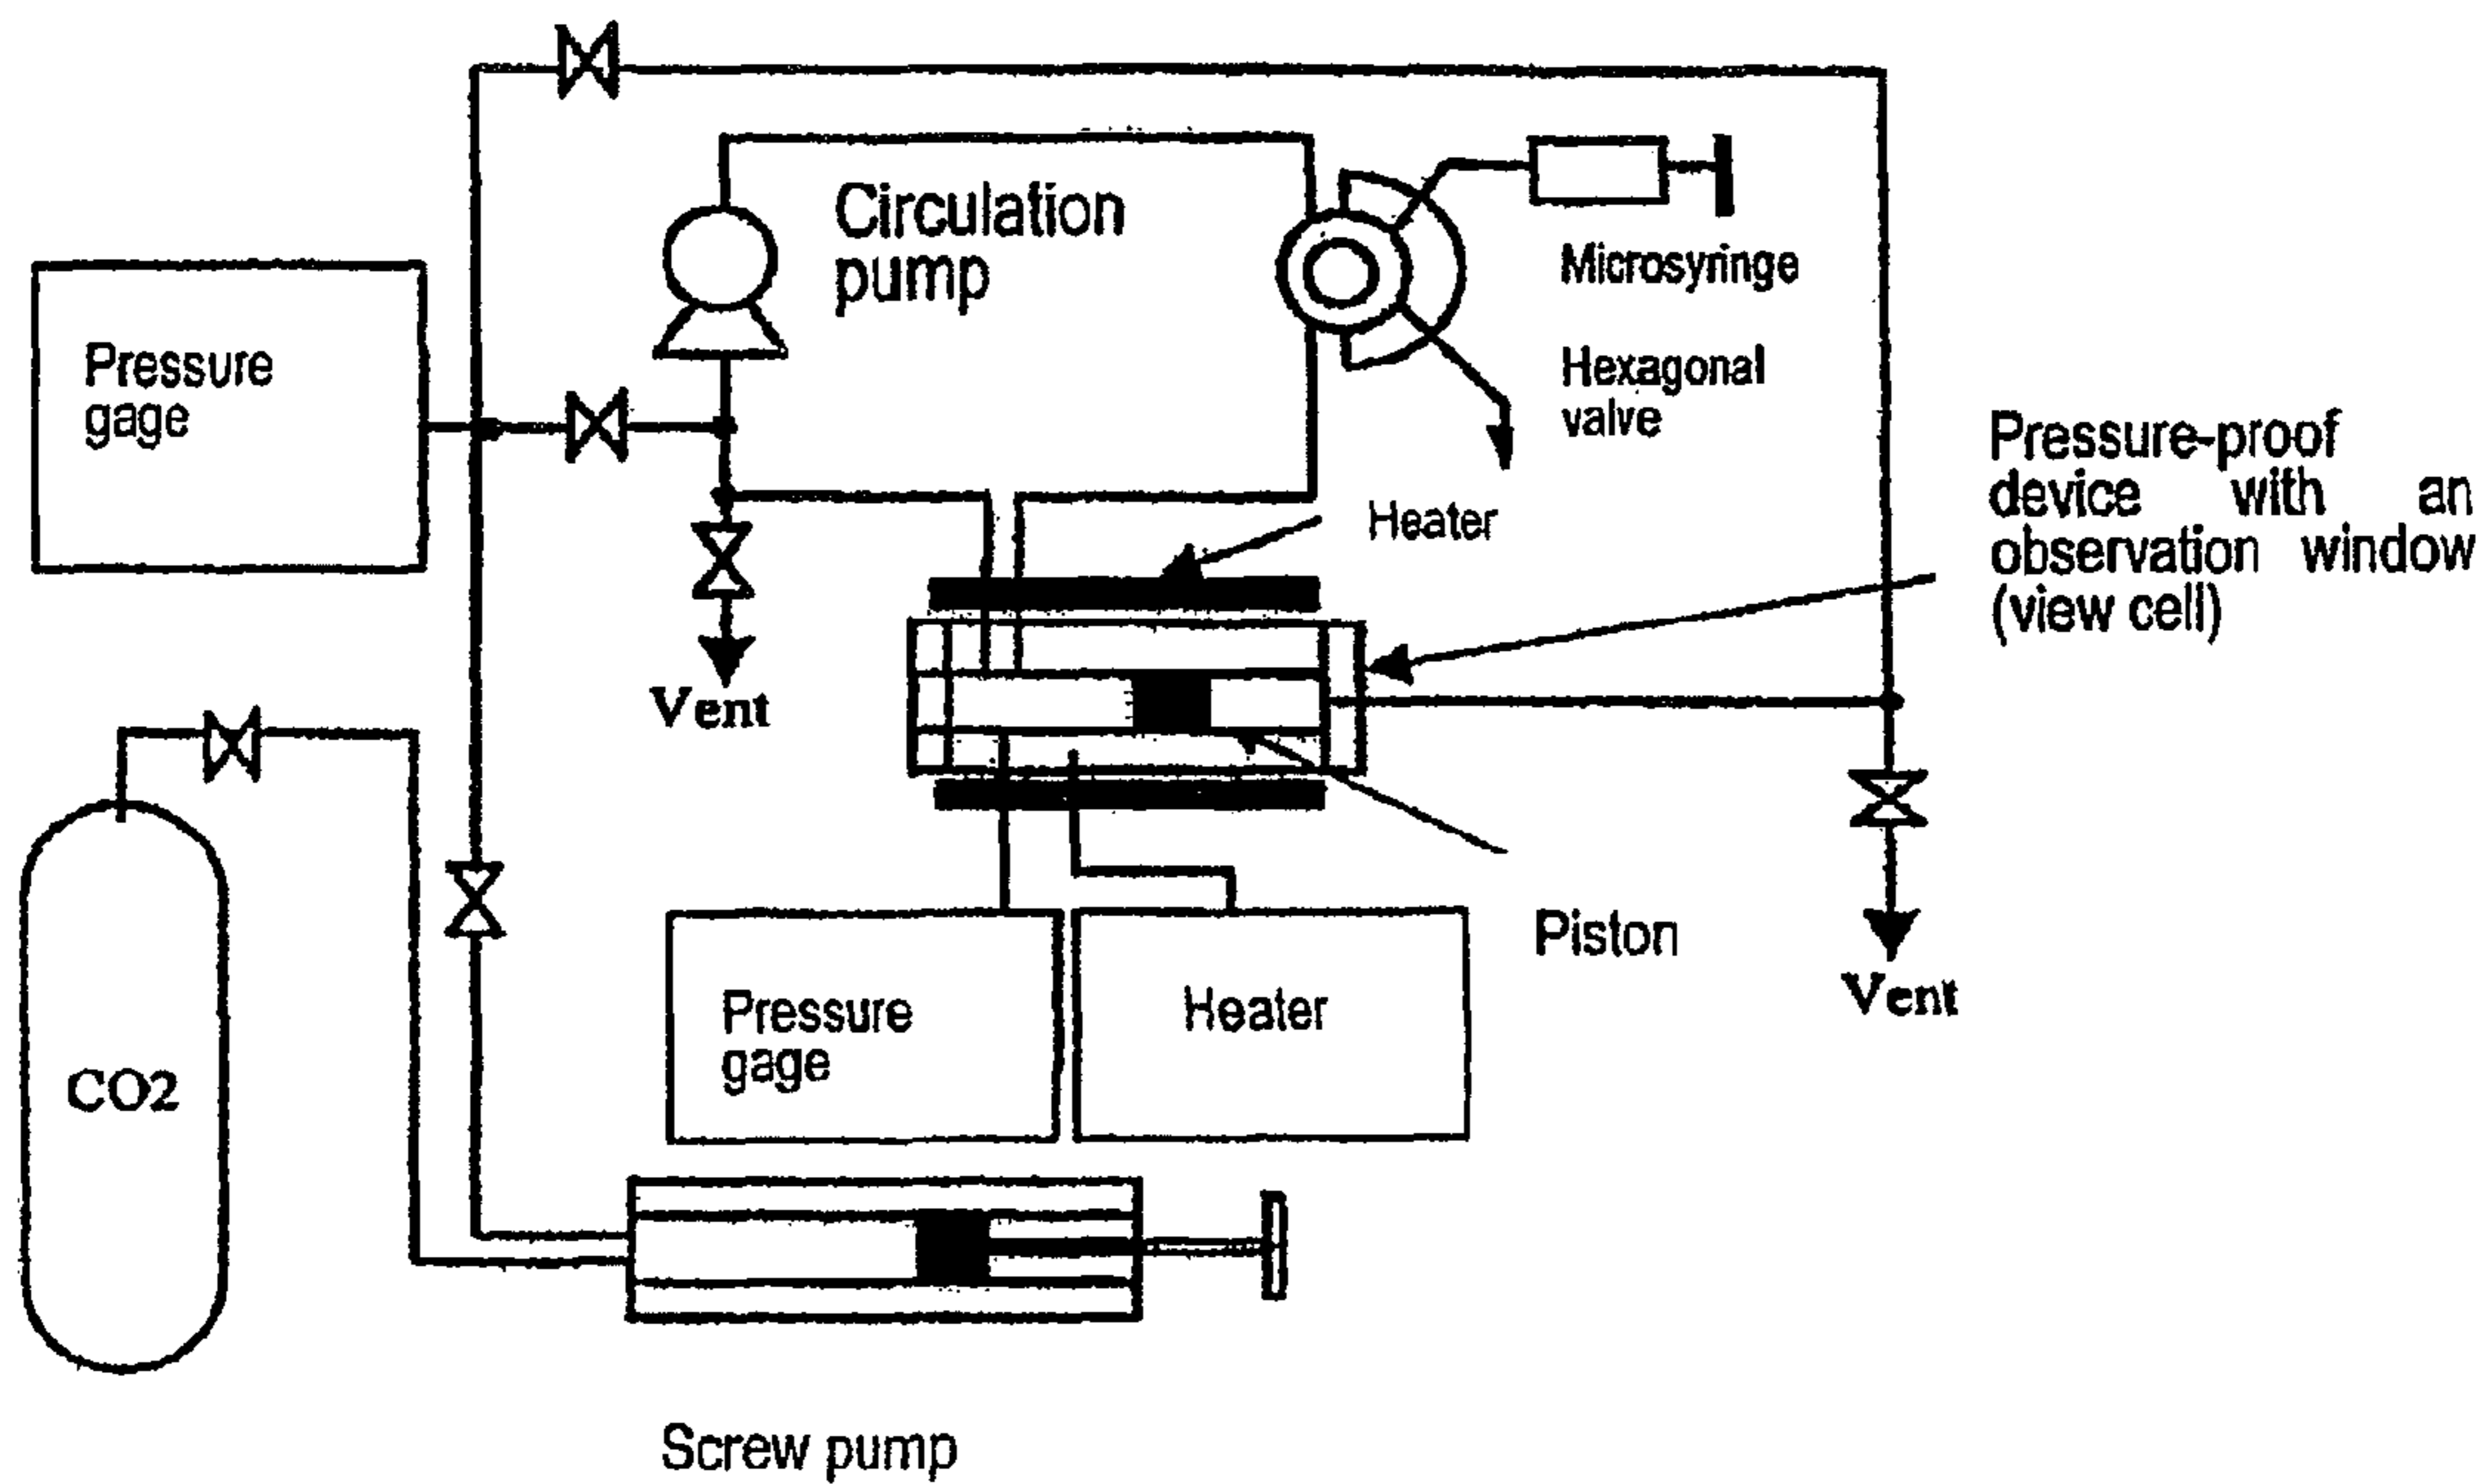 Circulation
pump
Microsyringe
Pressure
gage
Hexagonal
valve
Pressure-proof
device with an
observation window
(view cell)
Heater
Vent
Piston
Vent
Pressure
gage
Heater
CO2
Screw pump